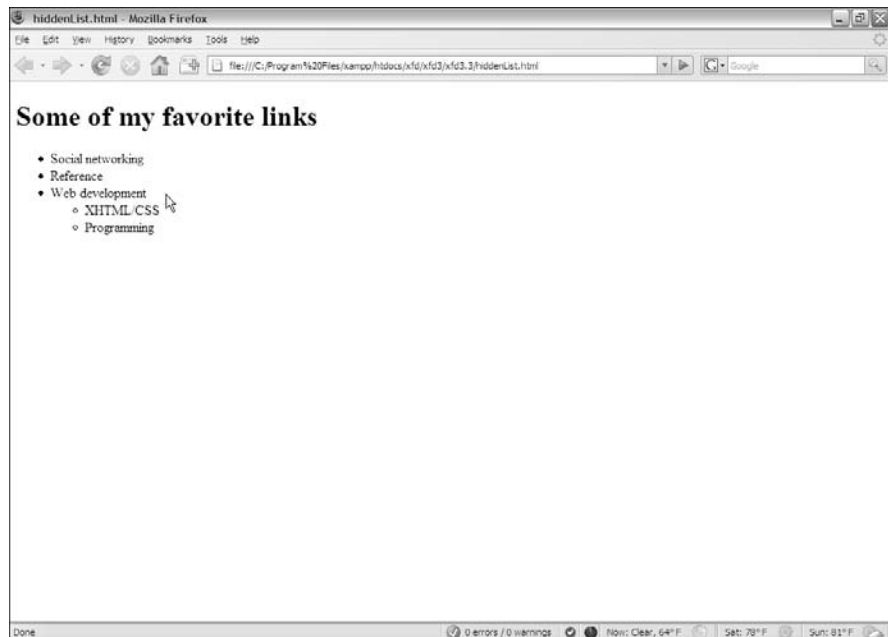 hiddenList.html - Mozilla Firefox
File Edit View History Bookmarks Tools Help
file:///C:/Program%20Files/xampp/htdocs/xfd/xfd3/xfd3.3/hiddenList.html
G Google
Some of my favorite links
Social networking
Reference
Web development
XHTML/CSS
Programming
Done 0 errors / 0 warnings Now: Clear, 64° F Sat: 78° F Sun: 81° F